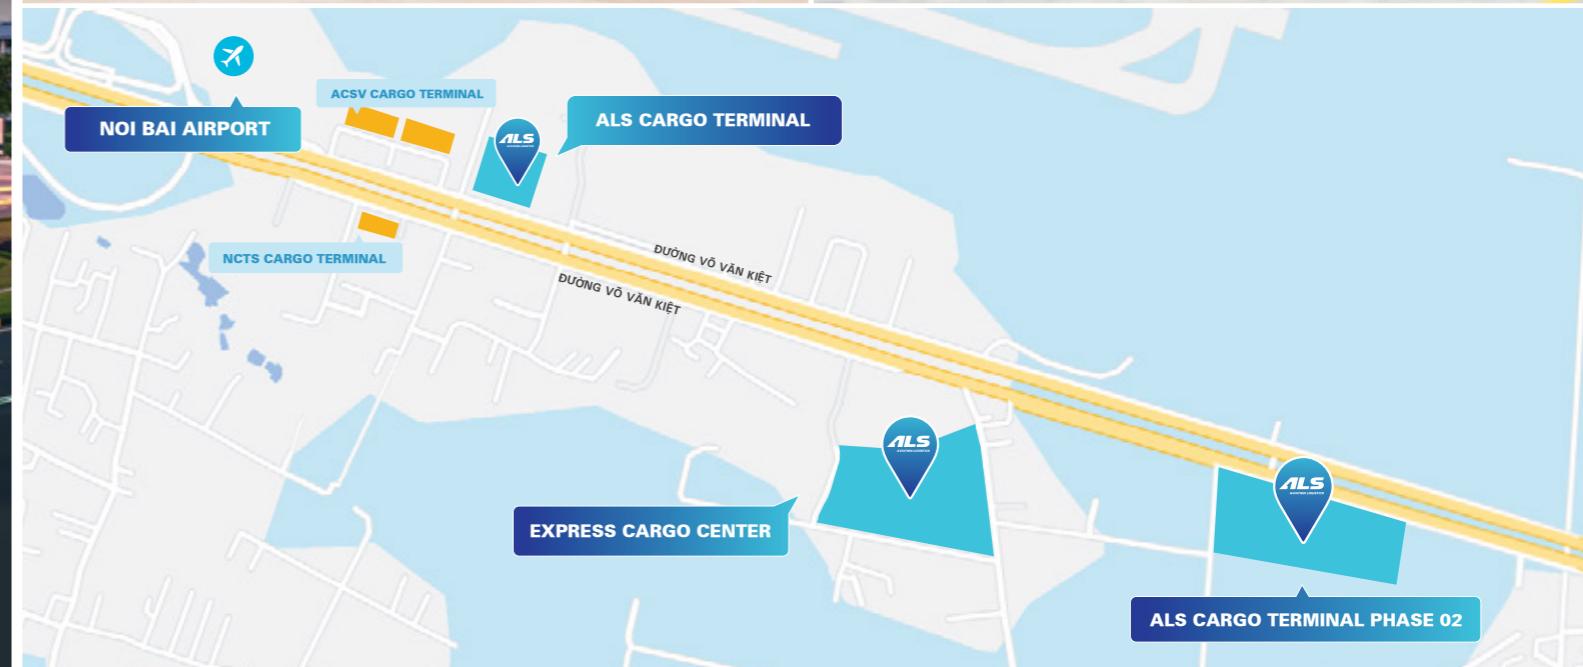 ACSV CARGO TERMINAL
NOI BAI AIRPORT
ALS CARGO TERMINAL
ALS
NCTS CARGO TERMINAL
ĐƯỜNG VÕ VĂN KIỆT
ĐƯỜNG VÕ VĂN KIỆT
ALS
EXPRESS CARGO CENTER
ALS
ALS CARGO TERMINAL PHASE 02